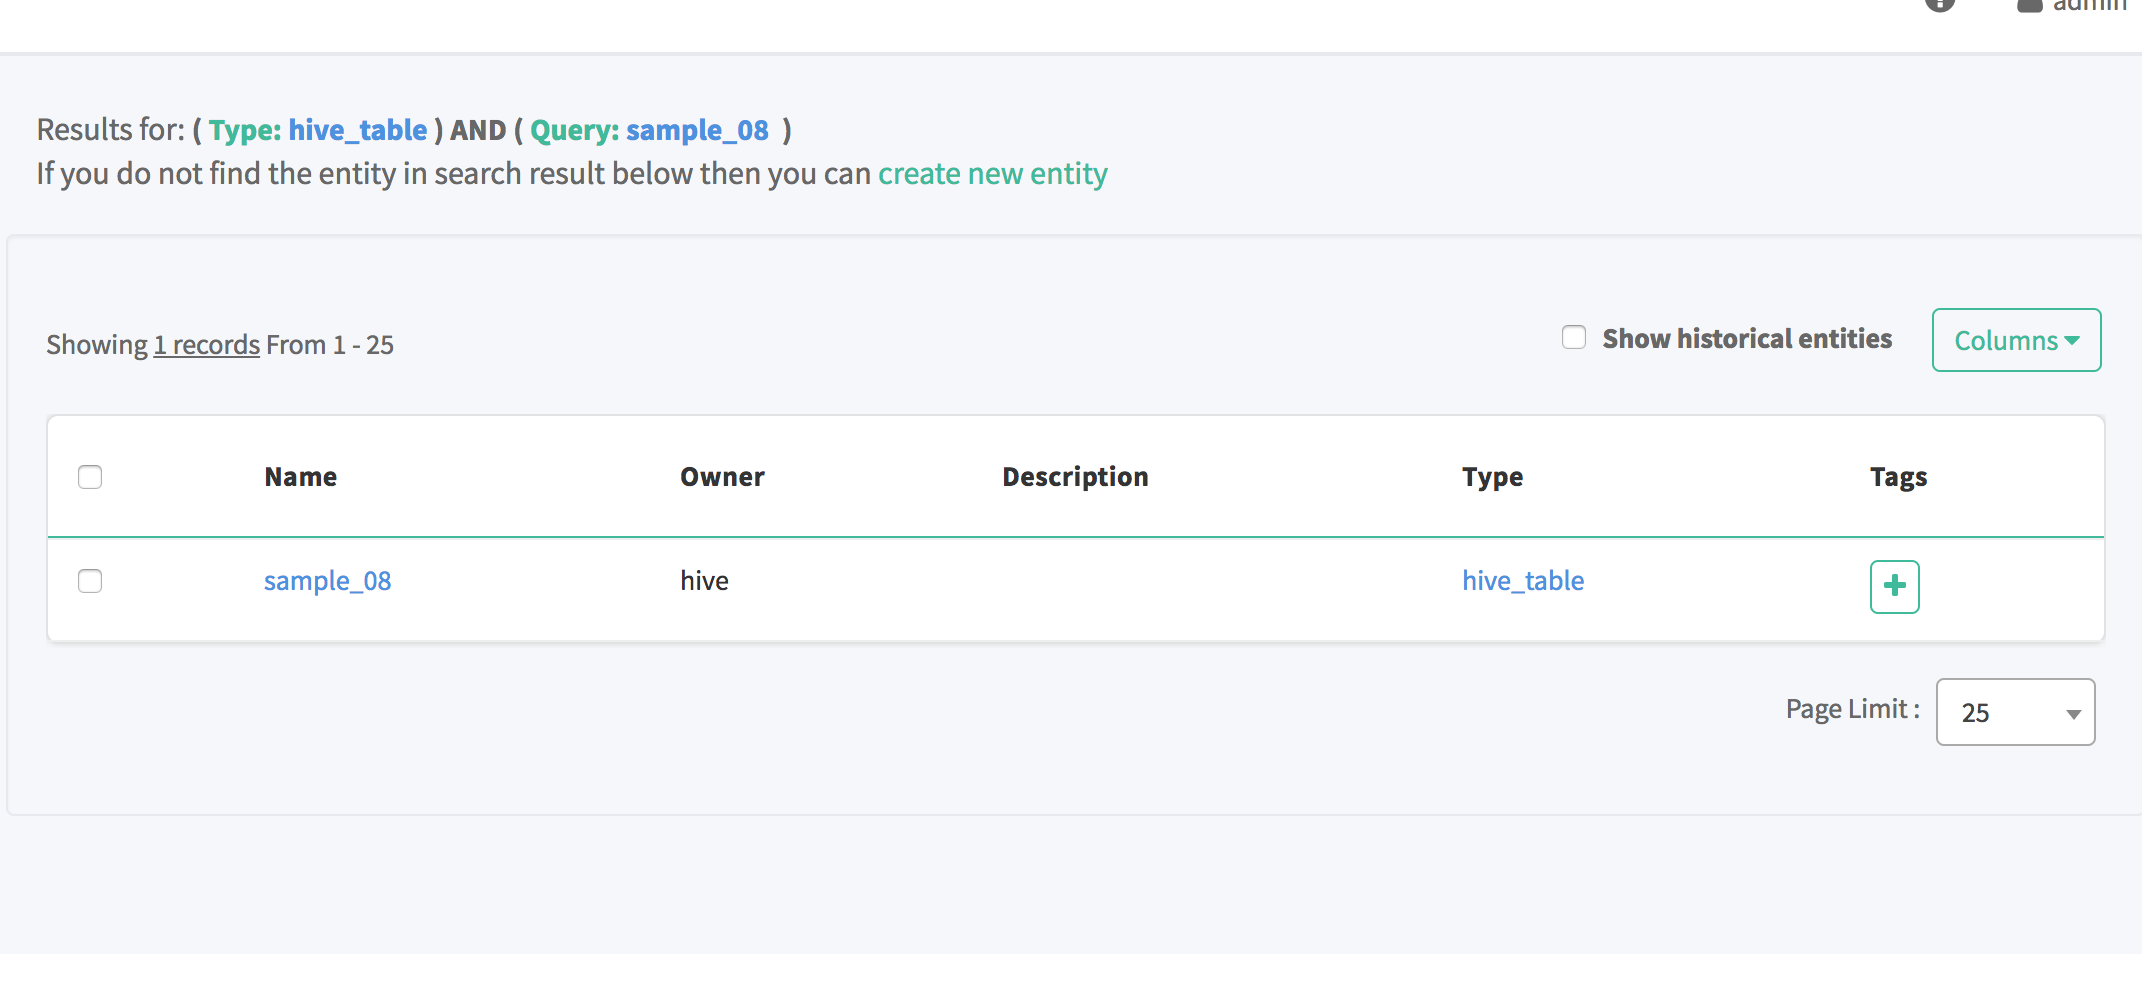 admin
Results for: ( Type: hive_table ) AND ( Query: sample_08 )
If you do not find the entity in search result below then you can create new entity
Showing 1 records From 1 - 25
Show historical entities
Columns
Name Owner Description Type Tags
sample_08 hive hive_table
Page Limit : 25